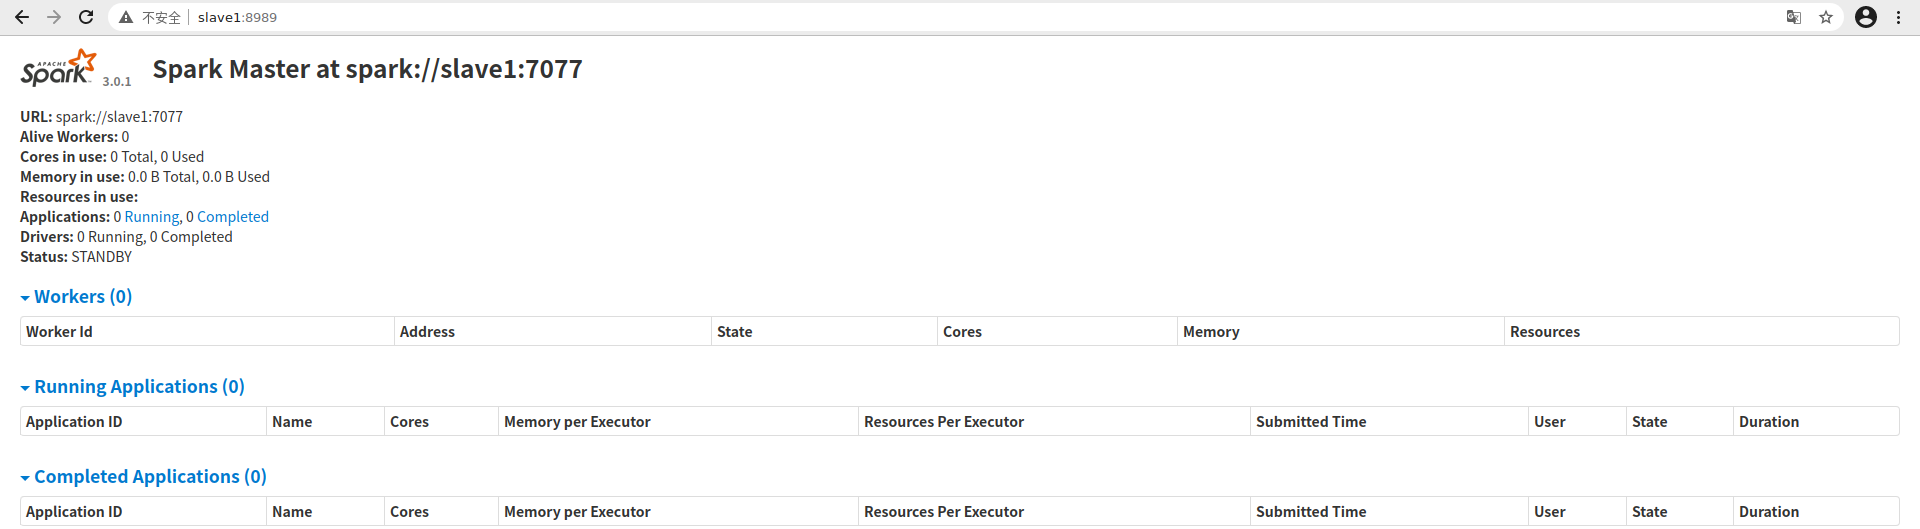 不安全 slave1:8989
APACHE Spark 3.0.1 Spark Master at spark://slave1:7077
URL: spark://slave1:7077
Alive Workers: 0
Cores in use: 0 Total, 0 Used
Memory in use: 0.0 B Total, 0.0 B Used
Resources in use:
Applications: 0 Running, 0 Completed
Drivers: 0 Running, 0 Completed
Status: STANDBY
Workers (0)
Worker Id Address State Cores Memory Resources
Running Applications (0)
Application ID Name Cores Memory per Executor Resources Per Executor Submitted Time User State Duration
Completed Applications (0)
Application ID Name Cores Memory per Executor Resources Per Executor Submitted Time User State Duration